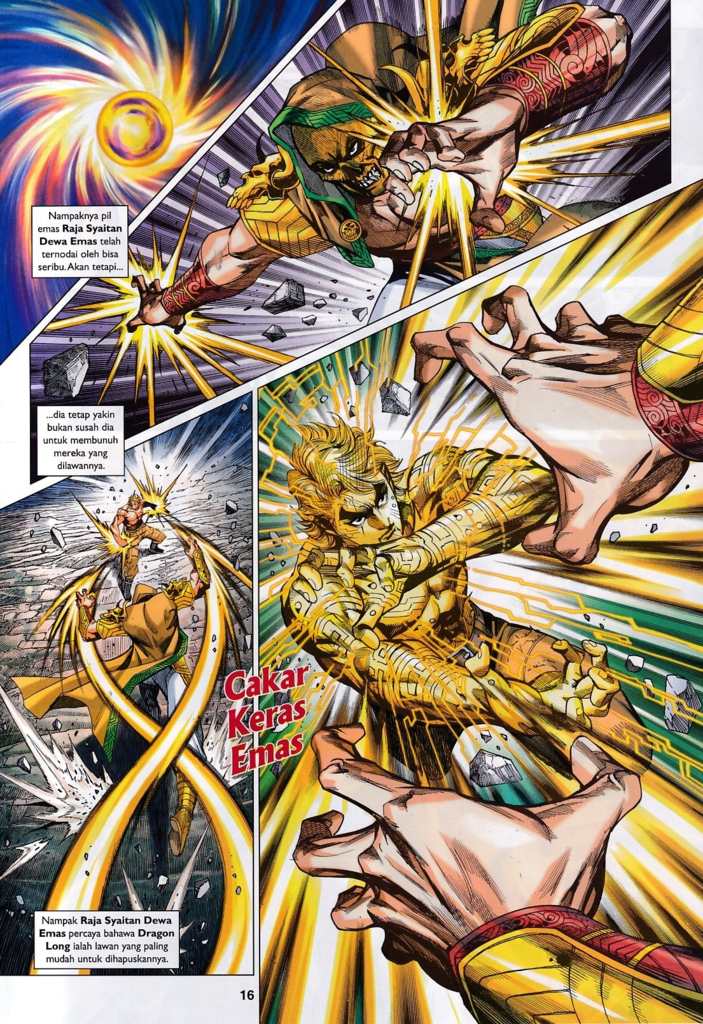 Nampaknya pil
emas Raja Syaitan
Dewa Emas telah
ternodai oleh bisa
seribu. Akan tetapi...
...dia tetap yakin
bukan susah dia
untuk membunuh
mereka yang
dilawannya.
Cakar
Keras
Emas
Nampak Raja Syaitan Dewa
Emas percaya bahawa Dragon
Long ialah lawan yang paling
mudah untuk dihapuskannya.
16